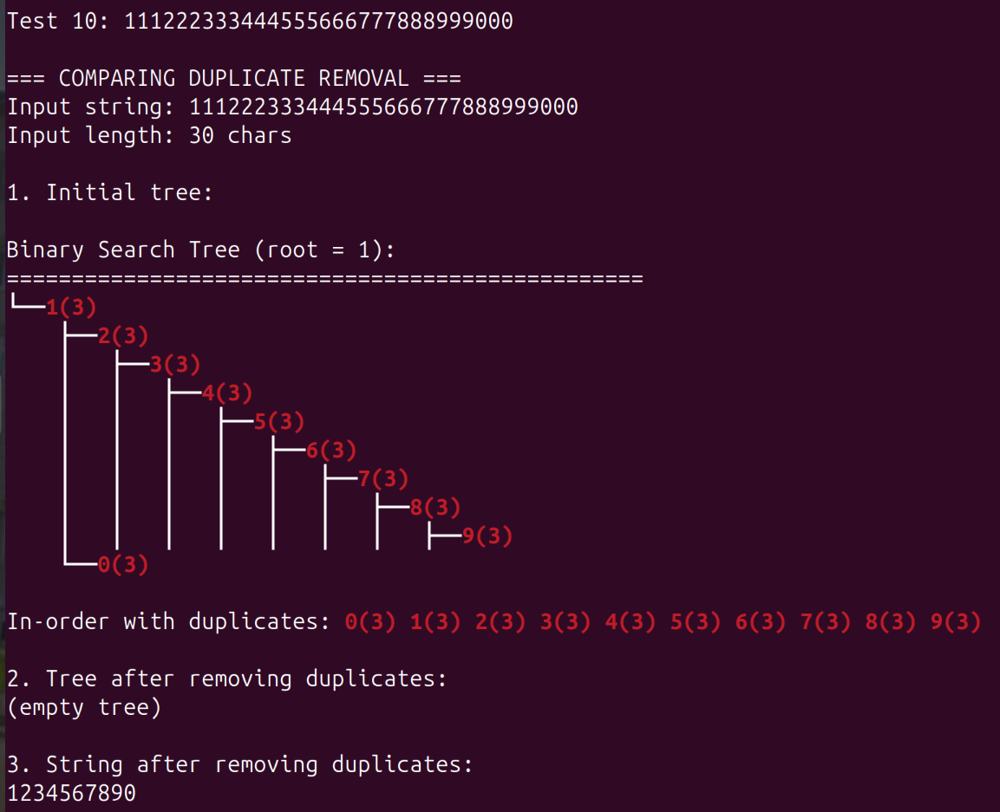 Test 10: 111222333444555666777888999000
=== COMPARING DUPLICATE REMOVAL ===
Input string: 111222333444555666777888999000
Input length: 30 chars
1. Initial tree:
Binary Search Tree (root = 1):
=================================================
└──1(3)
├──2(3)
├──3(3)
├──4(3)
├──5(3)
├──6(3)
├──7(3)
├──8(3)
├──9(3)
└──0(3)
In-order with duplicates: 0(3) 1(3) 2(3) 3(3) 4(3) 5(3) 6(3) 7(3) 8(3) 9(3)
2. Tree after removing duplicates:
(empty tree)
3. String after removing duplicates:
1234567890